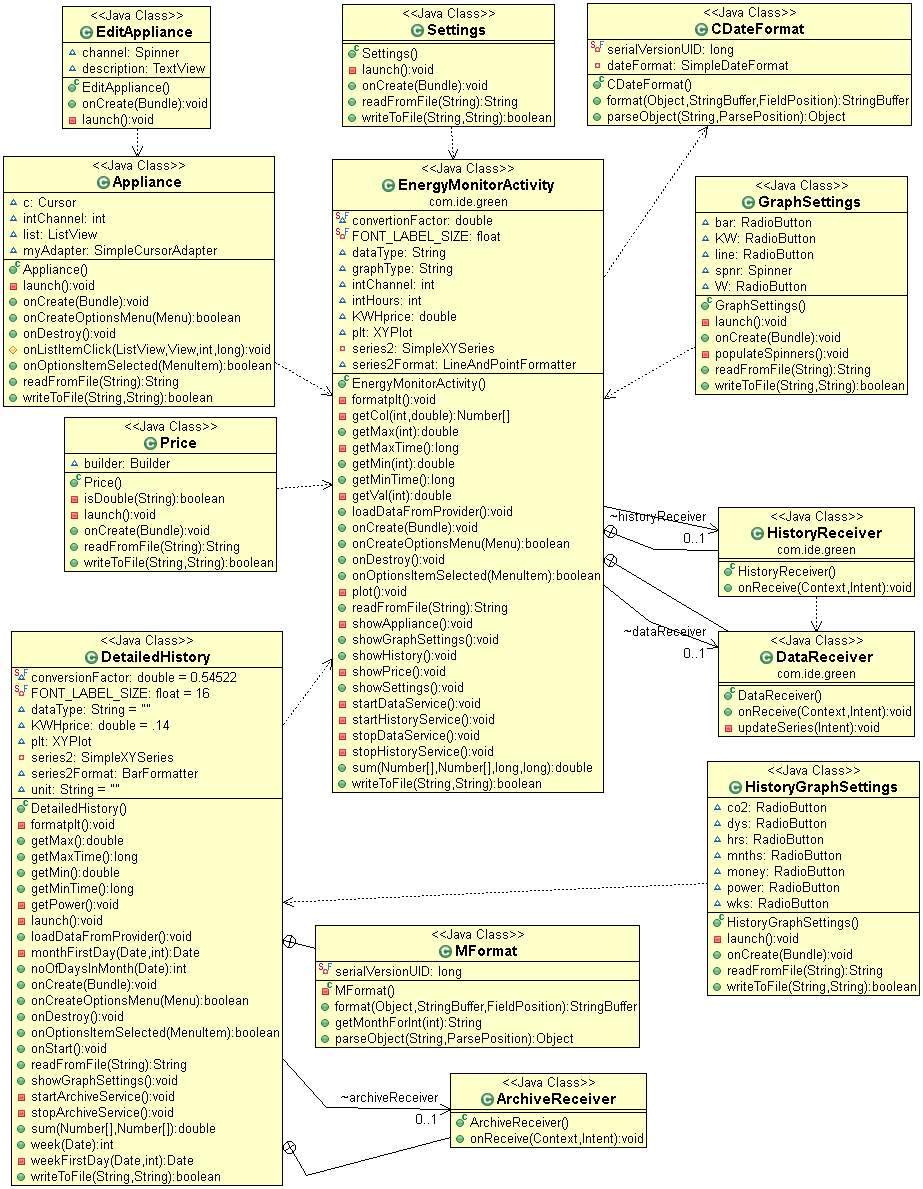 <<Java Class>>
EditAppliance
channel: Spinner
description: TextView
EditAppliance()
onCreate(Bundle):void
launch():void
<<Java Class>>
Settings
Settings()
launch():void
onCreate(Bundle):void
readFromFile(String):String
writeToFile(String,String):boolean
<<Java Class>>
CDateFormat
serialVersionUID: long
dateFormat: SimpleDateFormat
CDateFormat()
format(Object,StringBuffer,FieldPosition):StringBuffer
parseObject(String,ParsePosition):Object
<<Java Class>>
Appliance
c: Cursor
intChannel: int
list: ListView
myAdapter: SimpleCursorAdapter
Appliance()
launch():void
onCreate(Bundle):void
onCreateOptionsMenu(Menu):boolean
onDestroy():void
onListItemClick(ListView,View,int,long):void
onOptionsItemSelected(MenuItem):boolean
readFromFile(String):String
writeToFile(String,String):boolean
<<Java Class>>
EnergyMonitorActivity
com.ide.green
convertionFactor: double
FONT_LABEL_SIZE: float
dataType: String
graphType: String
intChannel: int
intHours: int
KWHprice: double
plt: XYPlot
series2: SimpleXYSeries
series2Format: LineAndPointFormatter
EnergyMonitorActivity()
formatplt():void
getCol(int,double):Number[]
getMax(int):double
getMaxTime():long
getMin(int):double
getMinTime():long
getVal(int):double
loadDataFromProvider():void
onCreate(Bundle):void
onCreateOptionsMenu(Menu):boolean
onDestroy():void
onOptionsItemSelected(MenuItem):boolean
plot():void
readFromFile(String):String
showAppliance():void
showGraphSettings():void
showHistory():void
showPrice():void
showSettings():void
startDataService():void
startHistoryService():void
stopDataService():void
stopHistoryService():void
sum(Number[],Number[],long,long):double
writeToFile(String,String):boolean
<<Java Class>>
GraphSettings
bar: RadioButton
KW: RadioButton
line: RadioButton
spnr: Spinner
W: RadioButton
GraphSettings()
launch():void
onCreate(Bundle):void
populateSpinners():void
readFromFile(String):String
writeToFile(String,String):boolean
<<Java Class>>
Price
builder: Builder
Price()
isDouble(String):boolean
launch():void
onCreate(Bundle):void
readFromFile(String):String
writeToFile(String,String):boolean
~historyReceiver
0..1
<<Java Class>>
HistoryReceiver
com.ide.green
HistoryReceiver()
onReceive(Context,Intent):void
~dataReceiver
0..1
<<Java Class>>
DataReceiver
com.ide.green
DataReceiver()
onReceive(Context,Intent):void
updateSeries(Intent):void
<<Java Class>>
DetailedHistory
conversionFactor: double = 0.54522
FONT_LABEL_SIZE: float = 16
dataType: String = ""
KWHprice: double = .14
plt: XYPlot
series2: SimpleXYSeries
series2Format: BarFormatter
unit: String = ""
DetailedHistory()
formatplt():void
getMax():double
getMaxTime():long
getMin():double
getMinTime():long
getPower():void
launch():void
loadDataFromProvider():void
monthFirstDay(Date,int):Date
noOfDaysInMonth(Date):int
onCreate(Bundle):void
onCreateOptionsMenu(Menu):boolean
onDestroy():void
onOptionsItemSelected(MenuItem):boolean
onStart():void
readFromFile(String):String
showGraphSettings():void
startArchiveService():void
stopArchiveService():void
sum(Number[],Number[]):double
week(Date):int
weekFirstDay(Date,int):Date
writeToFile(String,String):boolean
<<Java Class>>
HistoryGraphSettings
co2: RadioButton
dys: RadioButton
hrs: RadioButton
mnths: RadioButton
money: RadioButton
power: RadioButton
wks: RadioButton
HistoryGraphSettings()
launch():void
onCreate(Bundle):void
readFromFile(String):String
writeToFile(String,String):boolean
<<Java Class>>
MFormat
serialVersionUID: long
MFormat()
format(Object,StringBuffer,FieldPosition):StringBuffer
getMonthForInt(int):String
parseObject(String,ParsePosition):Object
~archiveReceiver
0..1
<<Java Class>>
ArchiveReceiver
ArchiveReceiver()
onReceive(Context,Intent):void